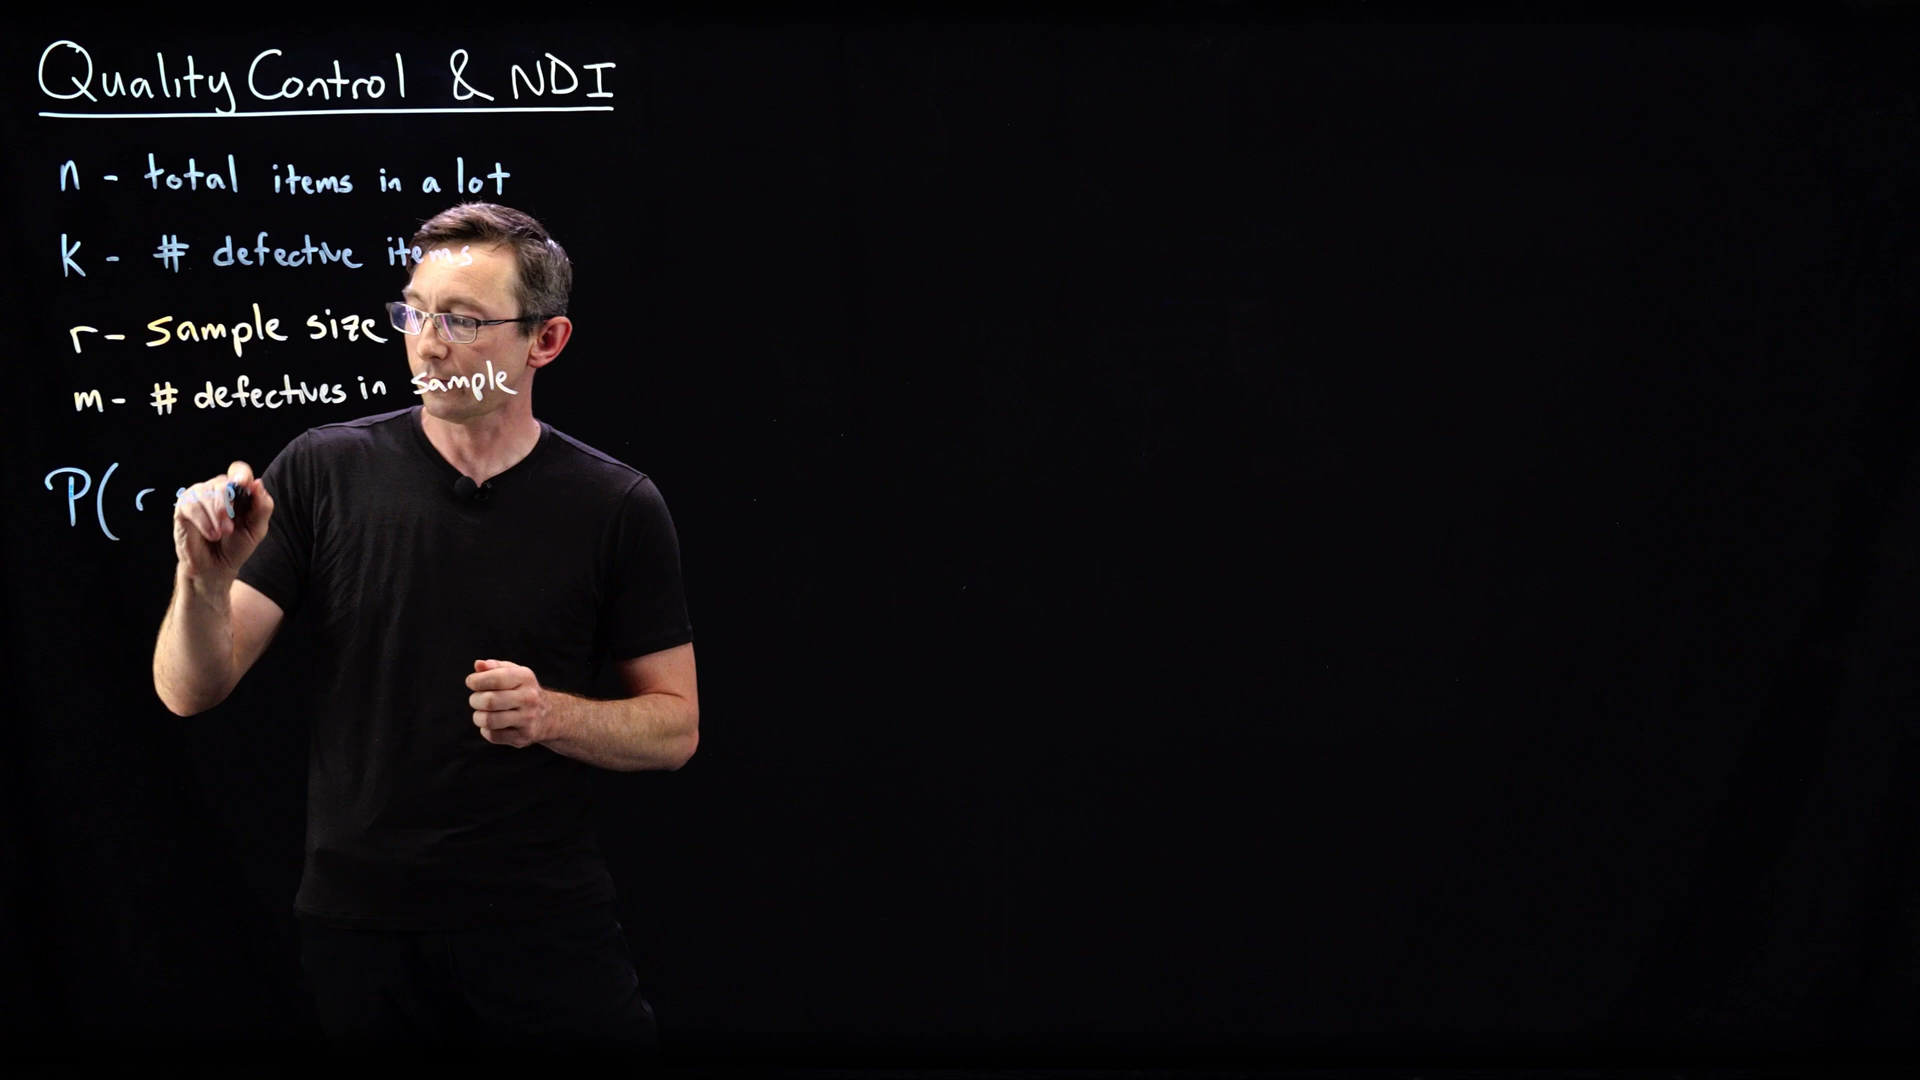 Quality Control & NDI
n - total items in a lot
k - # defective items
r - sample size
m - # defectives in sample
P( r